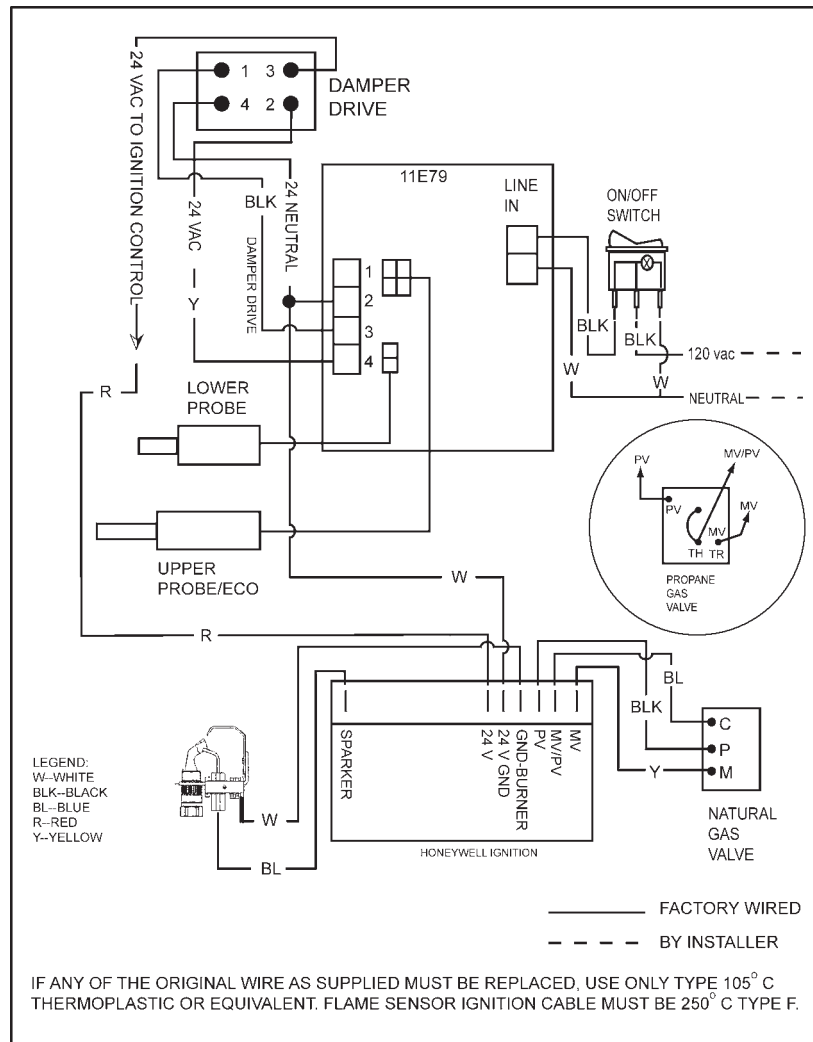 24 VAC TO IGNITION CONTROL
1 3
4 2
DAMPER
DRIVE
24 VAC
Y
BLK
DAMPER DRIVE
24 NEUTRAL
11E79
LINE
IN
1
2
3
4
ON/OFF
SWITCH
X
BLK
BLK
W
W
120 vac
NEUTRAL
R
LOWER
PROBE
UPPER
PROBE/ECO
PV
MV/PV
MV
PV
MV
TH TR
PROPANE
GAS
VALVE
W
R
BL
BLK
Y
C
P
M
NATURAL
GAS
VALVE
SPARKER
24 V
24 V GND
GND-BURNER
PV
MV/PV
MV
HONEYWELL IGNITION
W
BL
LEGEND:
W--WHITE
BLK--BLACK
BL--BLUE
R--RED
Y--YELLOW
FACTORY WIRED
BY INSTALLER
IF ANY OF THE ORIGINAL WIRE AS SUPPLIED MUST BE REPLACED, USE ONLY TYPE 105° C
THERMOPLASTIC OR EQUIVALENT. FLAME SENSOR IGNITION CABLE MUST BE 250° C TYPE F.